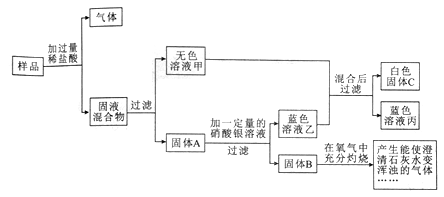 气体
样品
加过量
稀盐酸
固液
混合物
过滤
无色
溶液甲
固体A
加一定量的
硝酸银溶液
过滤
蓝色
溶液乙
固体B
混合后
过滤
白色
固体C
蓝色
溶液丙
在氧气中
充分灼烧
产生能使澄
清石灰水变
浑浊的气体
……